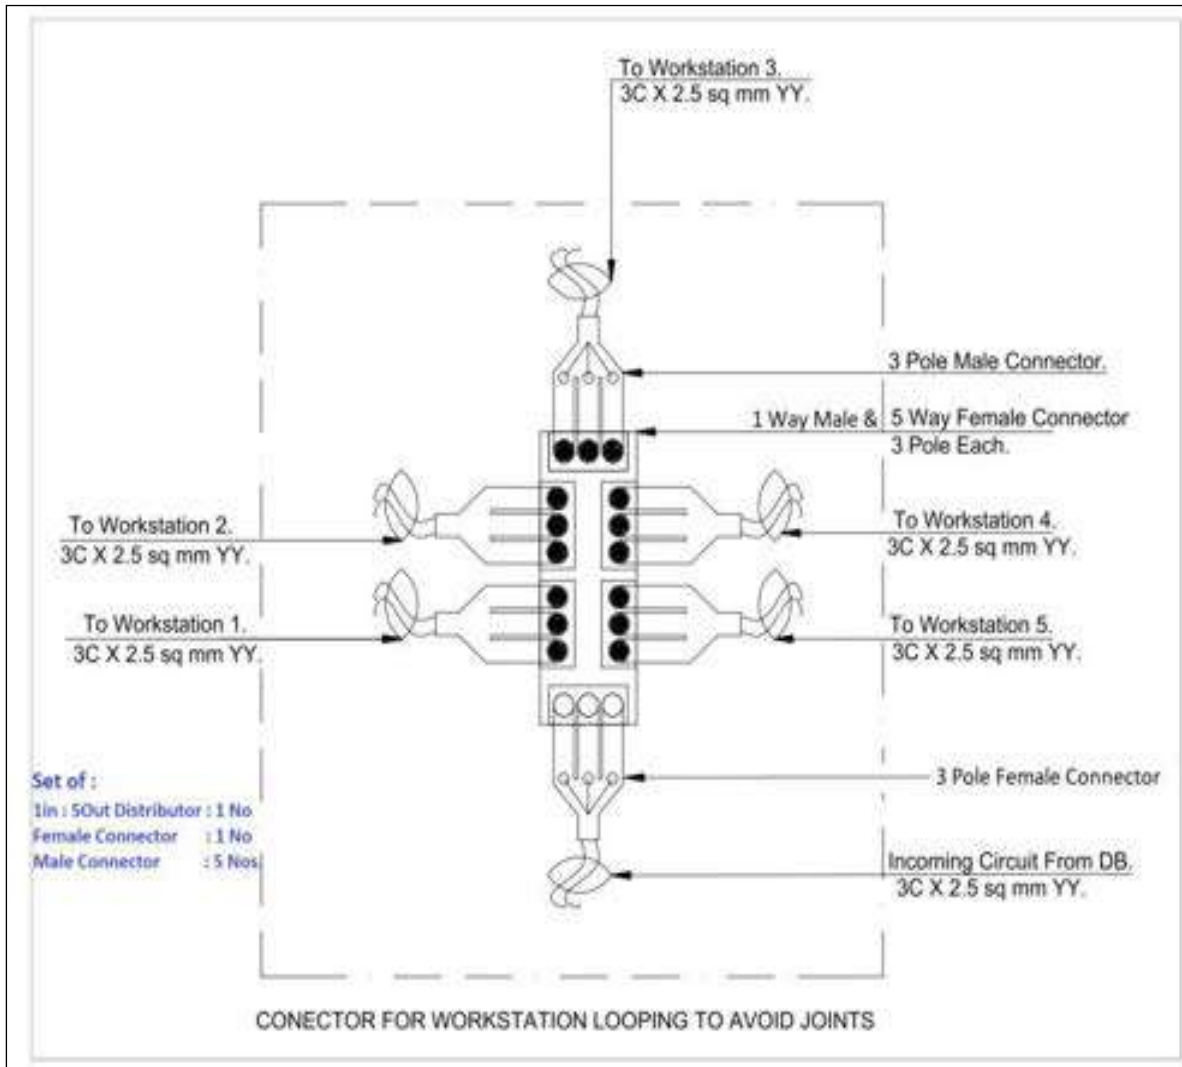 To Workstation 3.
3C X 2.5 sq mm YY.
3 Pole Male Connector.
1 Way Male & 5 Way Female Connector
3 Pole Each.
To Workstation 2.
3C X 2.5 sq mm YY.
To Workstation 4.
3C X 2.5 sq mm YY.
To Workstation 1.
3C X 2.5 sq mm YY.
To Workstation 5.
3C X 2.5 sq mm YY.
Set of :
1in : 5Out Distributor : 1 No
Female Connector : 1 No
Male Connector : 5 Nos
3 Pole Female Connector
Incoming Circuit From DB.
3C X 2.5 sq mm YY.
CONECTOR FOR WORKSTATION LOOPING TO AVOID JOINTS